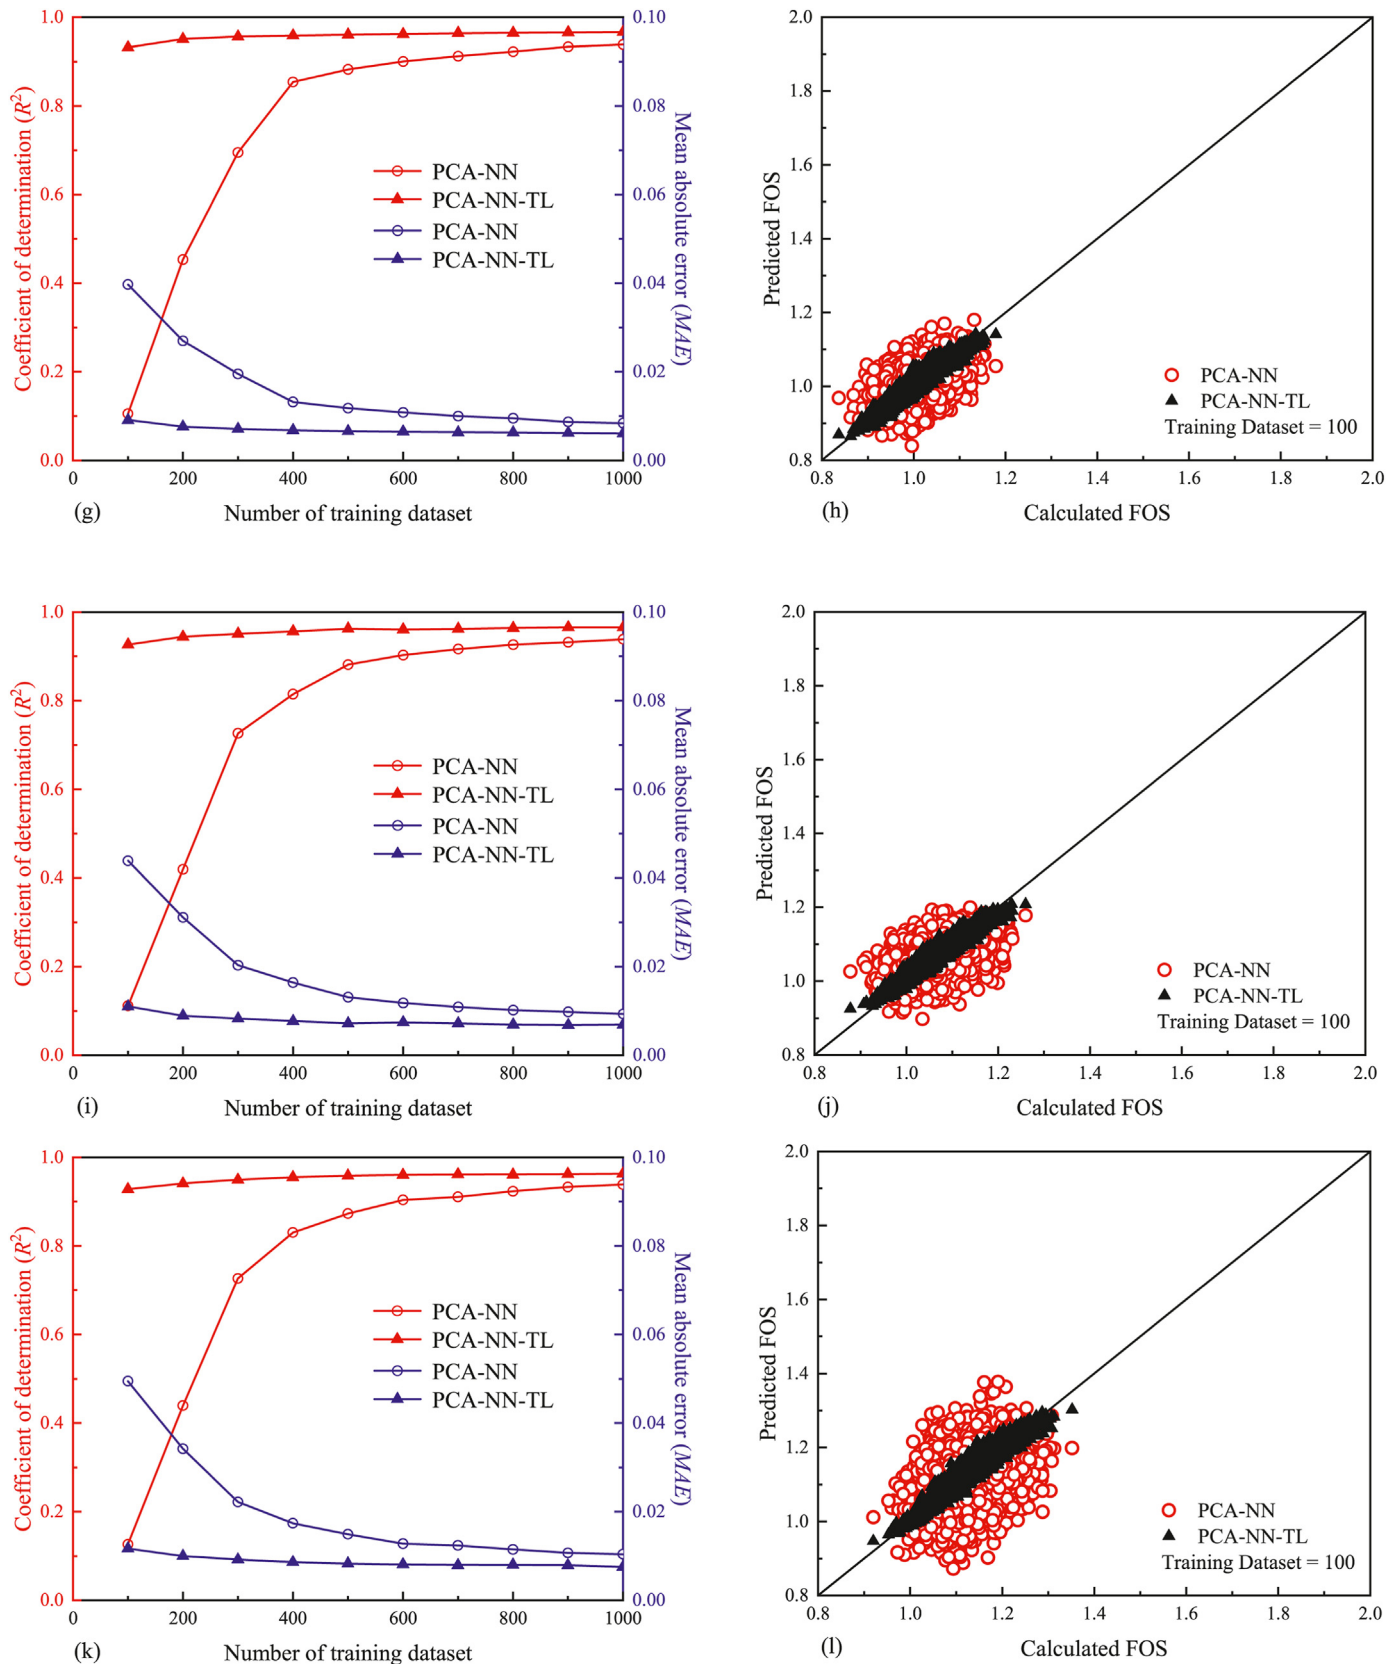 1.0
0.8
0.6
0.4
0.2
0.0
Coefficient of determination (R²)
0.10
0.08
0.06
0.04
0.02
0.00
Mean absolute error (MAE)
PCA-NN
PCA-NN-TL
PCA-NN
PCA-NN-TL
0 200 400 600 800 1000
(g) Number of training dataset
2.0
1.8
1.6
1.4
1.2
1.0
0.8
Predicted FOS
PCA-NN
PCA-NN-TL
Training Dataset = 100
0.8 1.0 1.2 1.4 1.6 1.8 2.0
(h) Calculated FOS
1.0
0.8
0.6
0.4
0.2
0.0
Coefficient of determination (R²)
0.10
0.08
0.06
0.04
0.02
0.00
Mean absolute error (MAE)
PCA-NN
PCA-NN-TL
PCA-NN
PCA-NN-TL
0 200 400 600 800 1000
(i) Number of training dataset
2.0
1.8
1.6
1.4
1.2
1.0
0.8
Predicted FOS
PCA-NN
PCA-NN-TL
Training Dataset = 100
0.8 1.0 1.2 1.4 1.6 1.8 2.0
(j) Calculated FOS
1.0
0.8
0.6
0.4
0.2
0.0
Coefficient of determination (R²)
0.10
0.08
0.06
0.04
0.02
0.00
Mean absolute error (MAE)
PCA-NN
PCA-NN-TL
PCA-NN
PCA-NN-TL
0 200 400 600 800 1000
(k) Number of training dataset
2.0
1.8
1.6
1.4
1.2
1.0
0.8
Predicted FOS
PCA-NN
PCA-NN-TL
Training Dataset = 100
0.8 1.0 1.2 1.4 1.6 1.8 2.0
(l) Calculated FOS